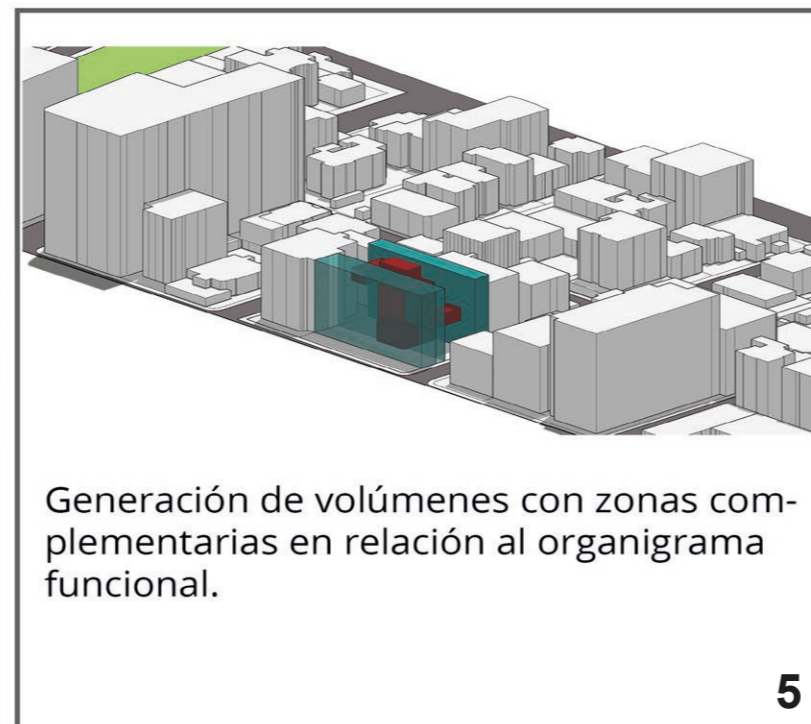 Generación de volúmenes con zonas com-
plementarias en relación al organigrama
funcional.
5